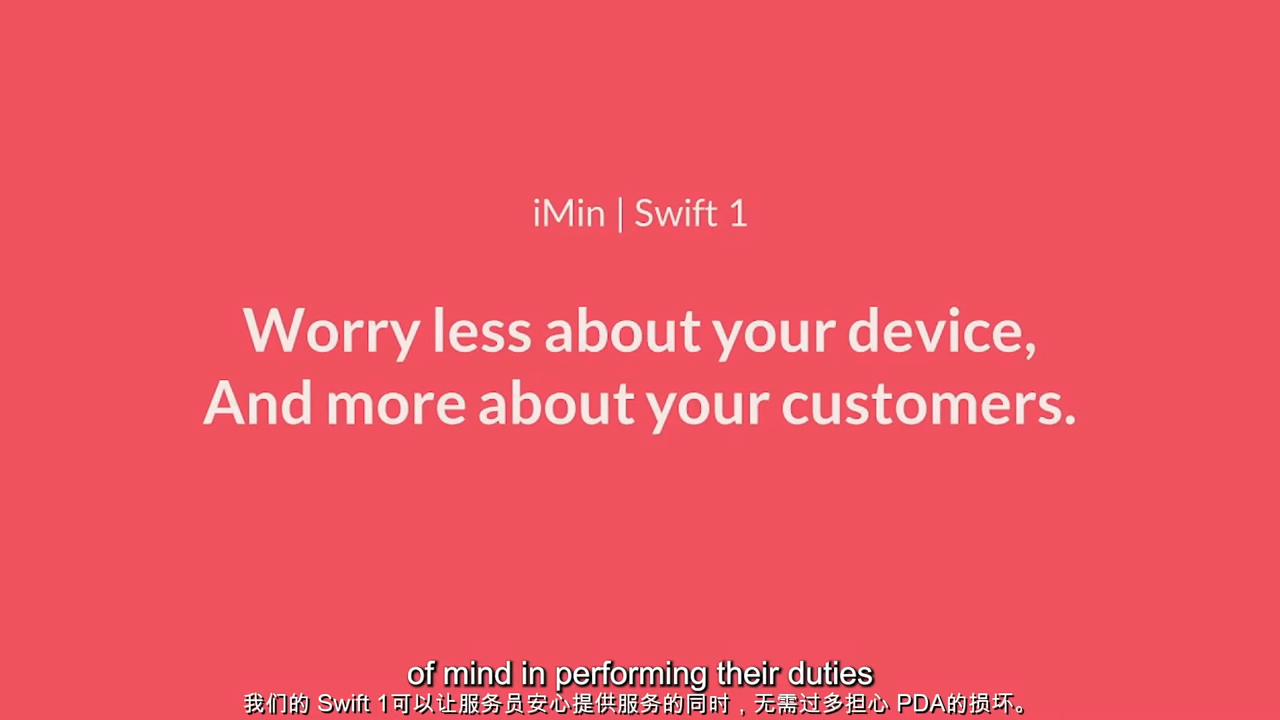 iMin | Swift 1
Worry less about your device,
And more about your customers.
of mind in performing their duties
我们的 Swift 1可以让服务员安心提供服务的同时，无需过多担心 PDA的损坏。